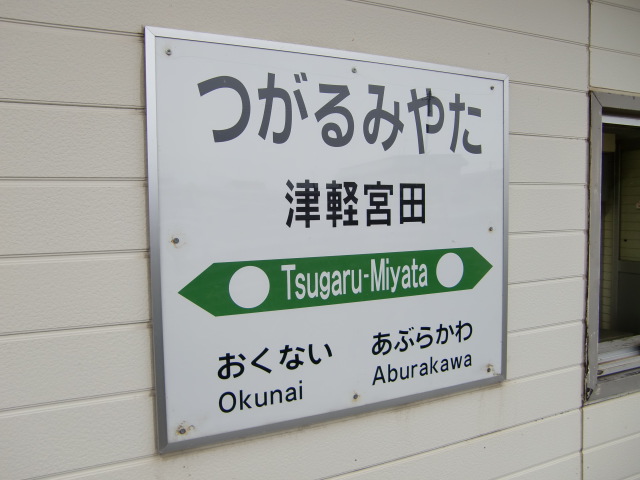 つがるみやた
津軽宮田
Tsugaru-Miyata
おくない あぶらかわ
Okunai Aburakawa